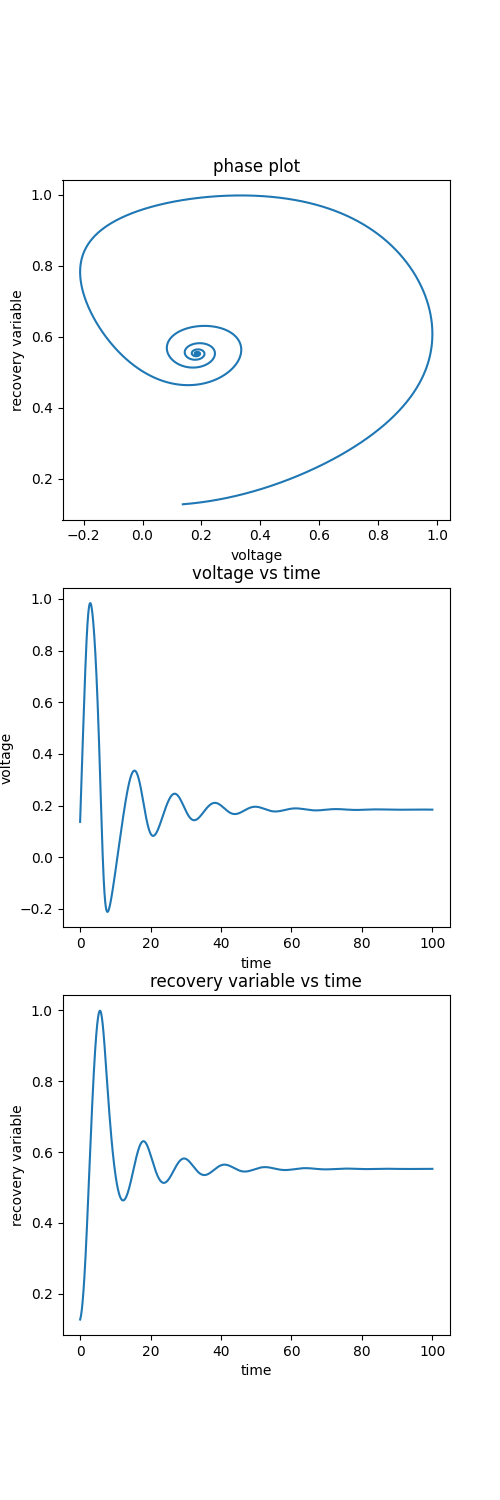 phase plot
1.0
0.8
0.6
0.4
0.2
recovery variable
−0.2 0.0 0.2 0.4 0.6 0.8 1.0
voltage
voltage vs time
1.0
0.8
0.6
0.4
0.2
0.0
−0.2
voltage
0 20 40 60 80 100
time
recovery variable vs time
1.0
0.8
0.6
0.4
0.2
recovery variable
0 20 40 60 80 100
time